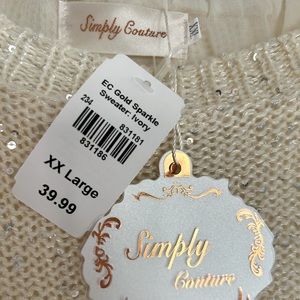 Simply Couture
XXL
EC Gold Sparkle
Sweater: Ivory
234
831181
831186
XX Large
39.99
Simply
Couture